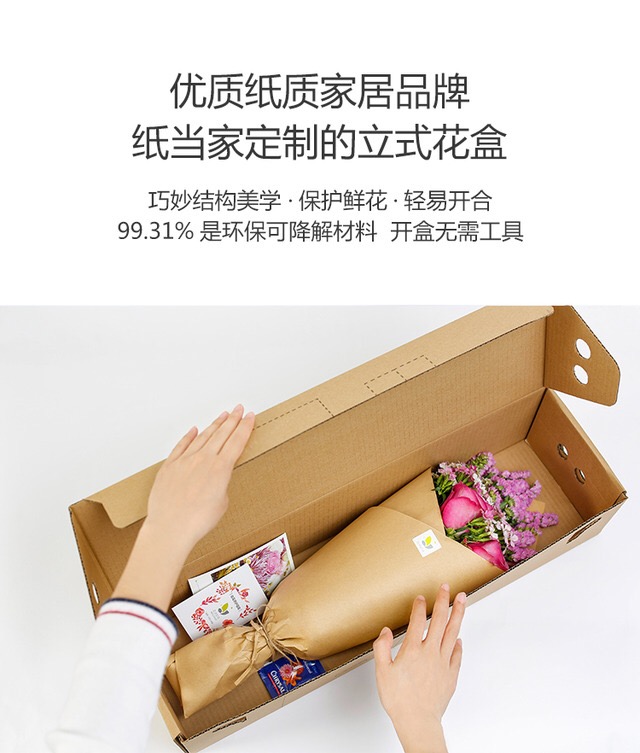 优质纸质家居品牌
纸当家定制的立式花盒
巧妙结构美学 · 保护鲜花 · 轻易开合
99.31% 是环保可降解材料 开盒无需工具